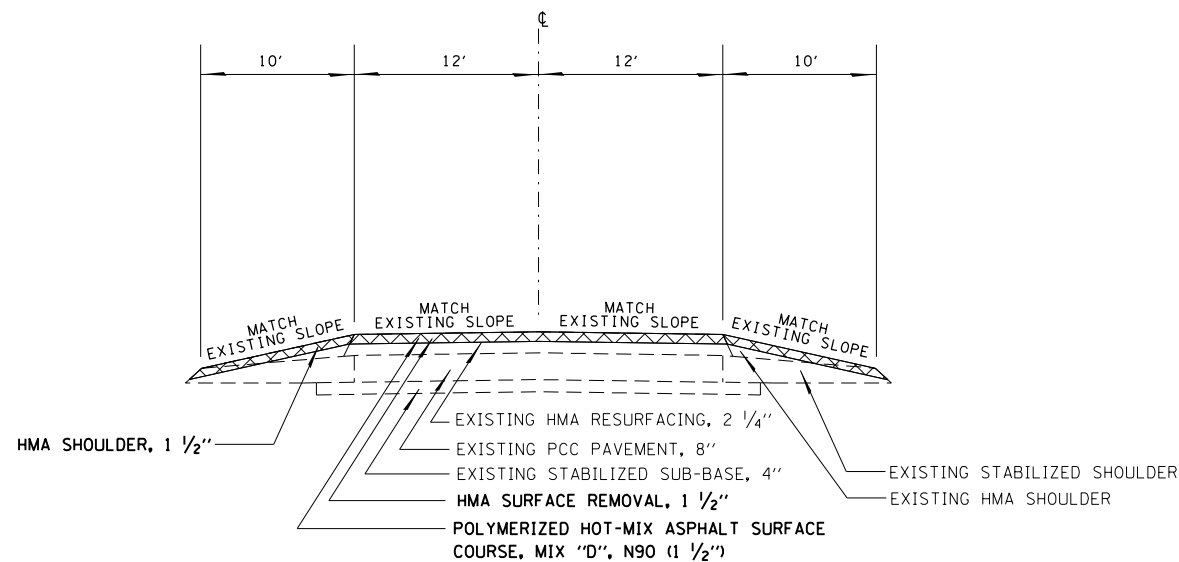 ℄
10' 12' 12' 10'
MATCH
EXISTING SLOPE
MATCH
EXISTING SLOPE
MATCH
EXISTING SLOPE
MATCH
EXISTING SLOPE
HMA SHOULDER, 1 1/2"
EXISTING HMA RESURFACING, 2 1/4"
EXISTING PCC PAVEMENT, 8"
EXISTING STABILIZED SUB-BASE, 4"
HMA SURFACE REMOVAL, 1 1/2"
POLYMERIZED HOT-MIX ASPHALT SURFACE
COURSE, MIX "D", N90 (1 1/2")
EXISTING STABILIZED SHOULDER
EXISTING HMA SHOULDER